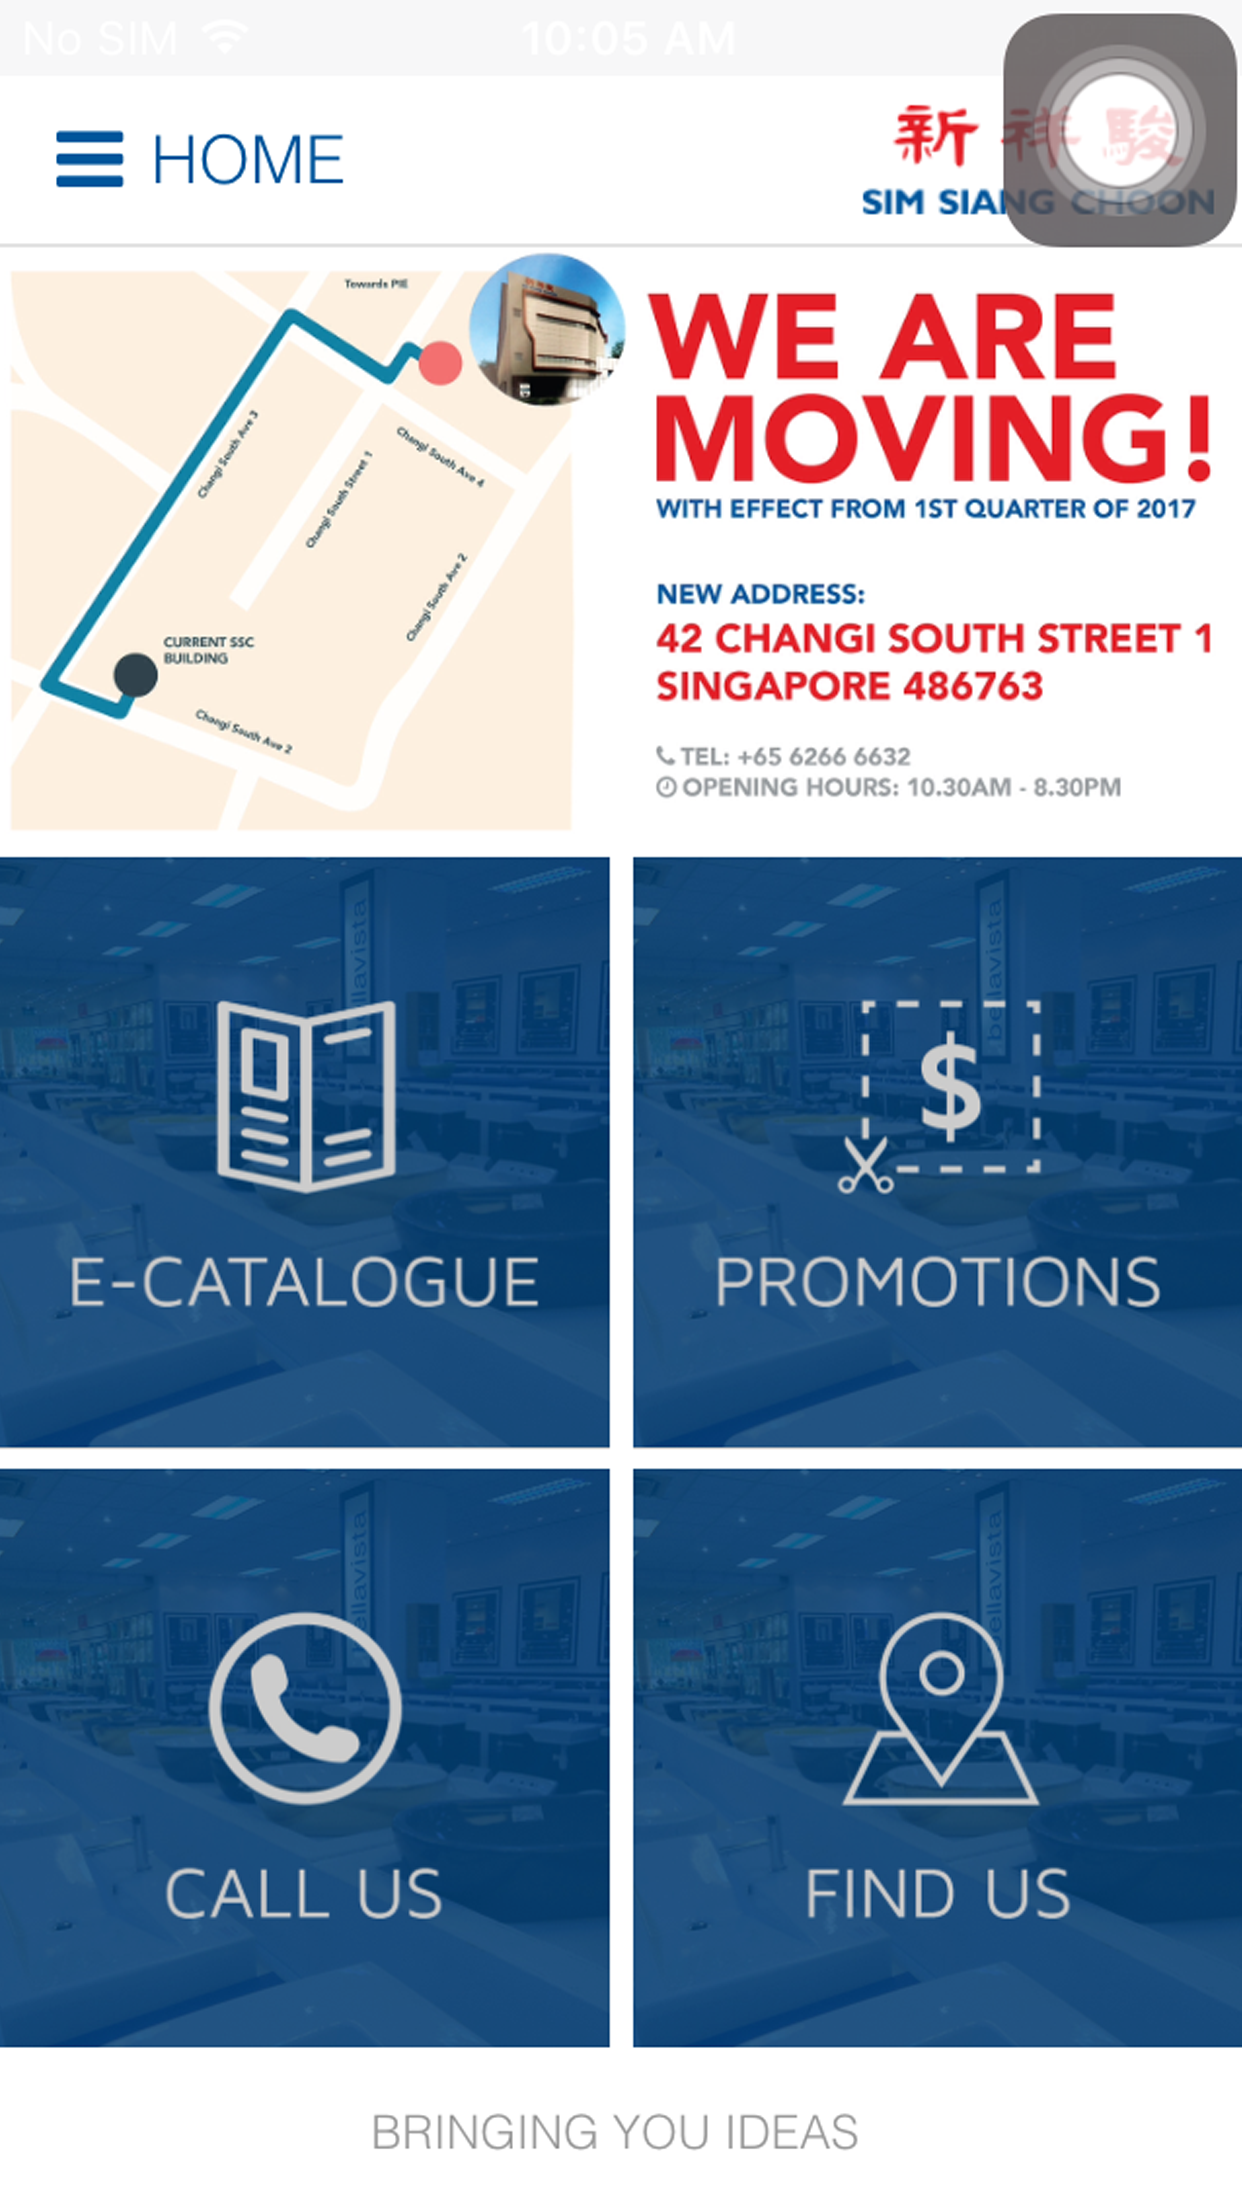 No SIM 10:05 AM
HOME
新祥駿
SIM SIANG CHOON
Towards PIE
Changi South Ave 3
Changi South Street 1
Changi South Ave 4
Changi South Ave 2
CURRENT SSC
BUILDING
Changi South Ave 2
WE ARE
MOVING!
WITH EFFECT FROM 1ST QUARTER OF 2017
NEW ADDRESS:
42 CHANGI SOUTH STREET 1
SINGAPORE 486763
TEL: +65 6266 6632
OPENING HOURS: 10.30AM - 8.30PM
bellavista
bellavista
E-CATALOGUE
PROMOTIONS
bellavista
ellavista
CALL US
FIND US
BRINGING YOU IDEAS